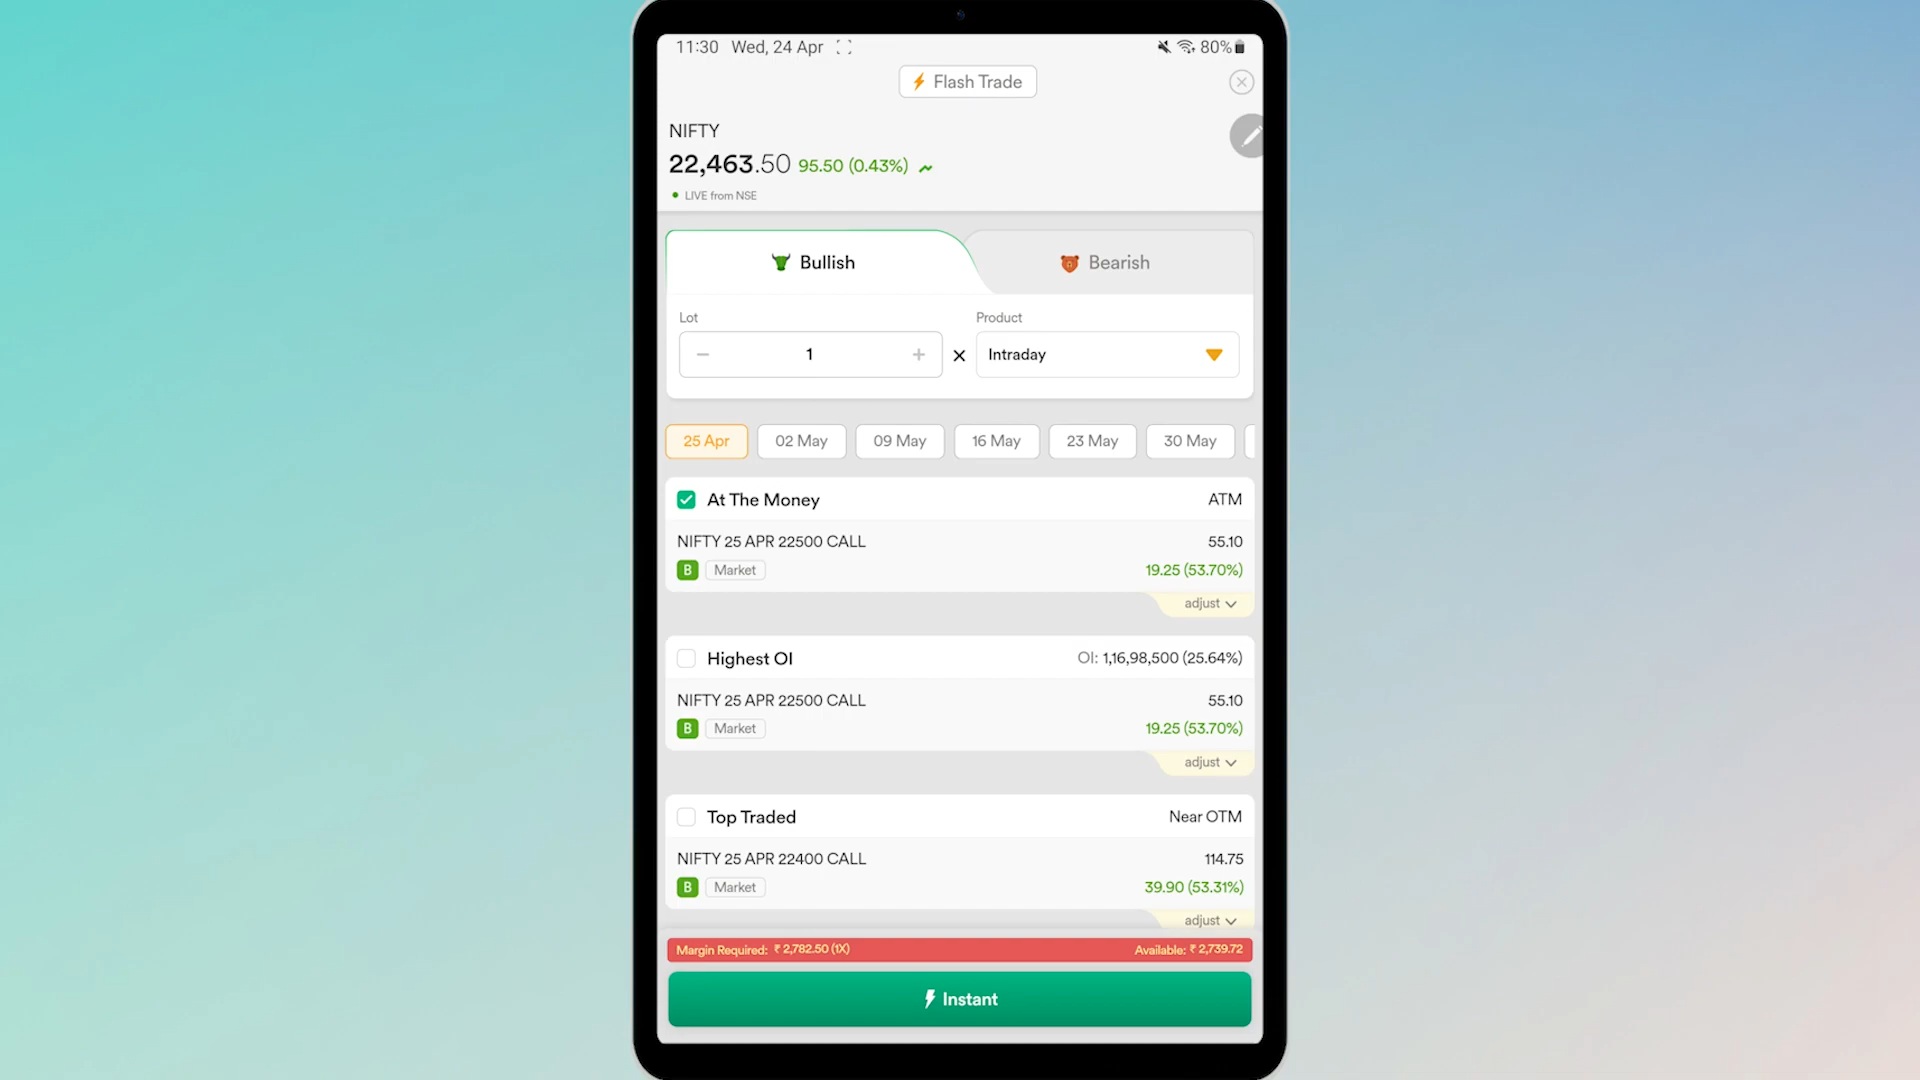 11:30 Wed, 24 Apr 80%
Flash Trade
NIFTY
22,463.50 95.50 (0.43%)
LIVE from NSE
Bullish Bearish
Lot Product
1 Intraday
25 Apr 02 May 09 May 16 May 23 May 30 May
At The Money ATM
NIFTY 25 APR 22500 CALL 55.10
B Market 19.25 (53.70%)
adjust
Highest OI OI: 1,16,98,500 (25.64%)
NIFTY 25 APR 22500 CALL 55.10
B Market 19.25 (53.70%)
adjust
Top Traded Near OTM
NIFTY 25 APR 22400 CALL 114.75
B Market 39.90 (53.31%)
adjust
Margin Required: ₹ 2,782.50 (1X) Available: ₹ 2,739.72
Instant